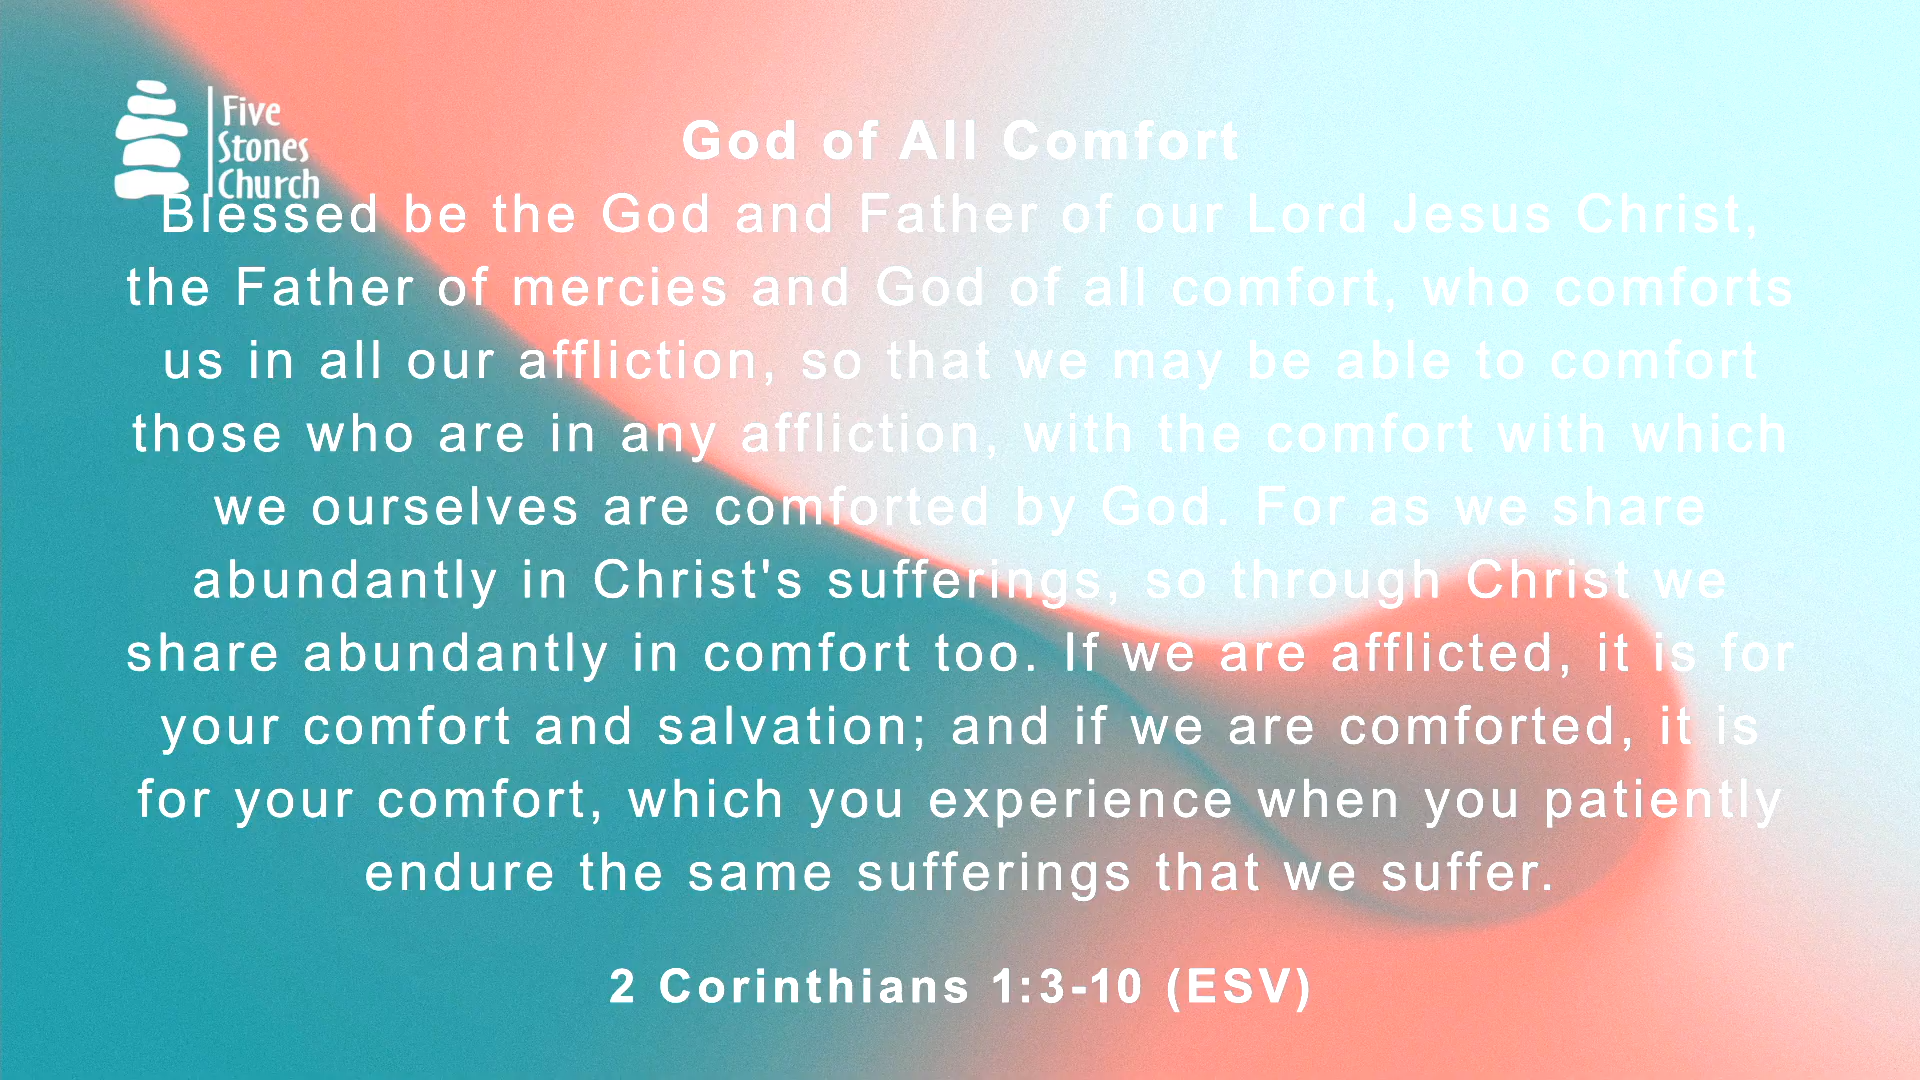 Five
Stones
Church
God of All Comfort
Blessed be the God and Father of our Lord Jesus Christ,
the Father of mercies and God of all comfort, who comforts
us in all our affliction, so that we may be able to comfort
those who are in any affliction, with the comfort with which
we ourselves are comforted by God. For as we share
abundantly in Christ's sufferings, so through Christ we
share abundantly in comfort too. If we are afflicted, it is for
your comfort and salvation; and if we are comforted, it is
for your comfort, which you experience when you patiently
endure the same sufferings that we suffer.
2 Corinthians 1:3-10 (ESV)